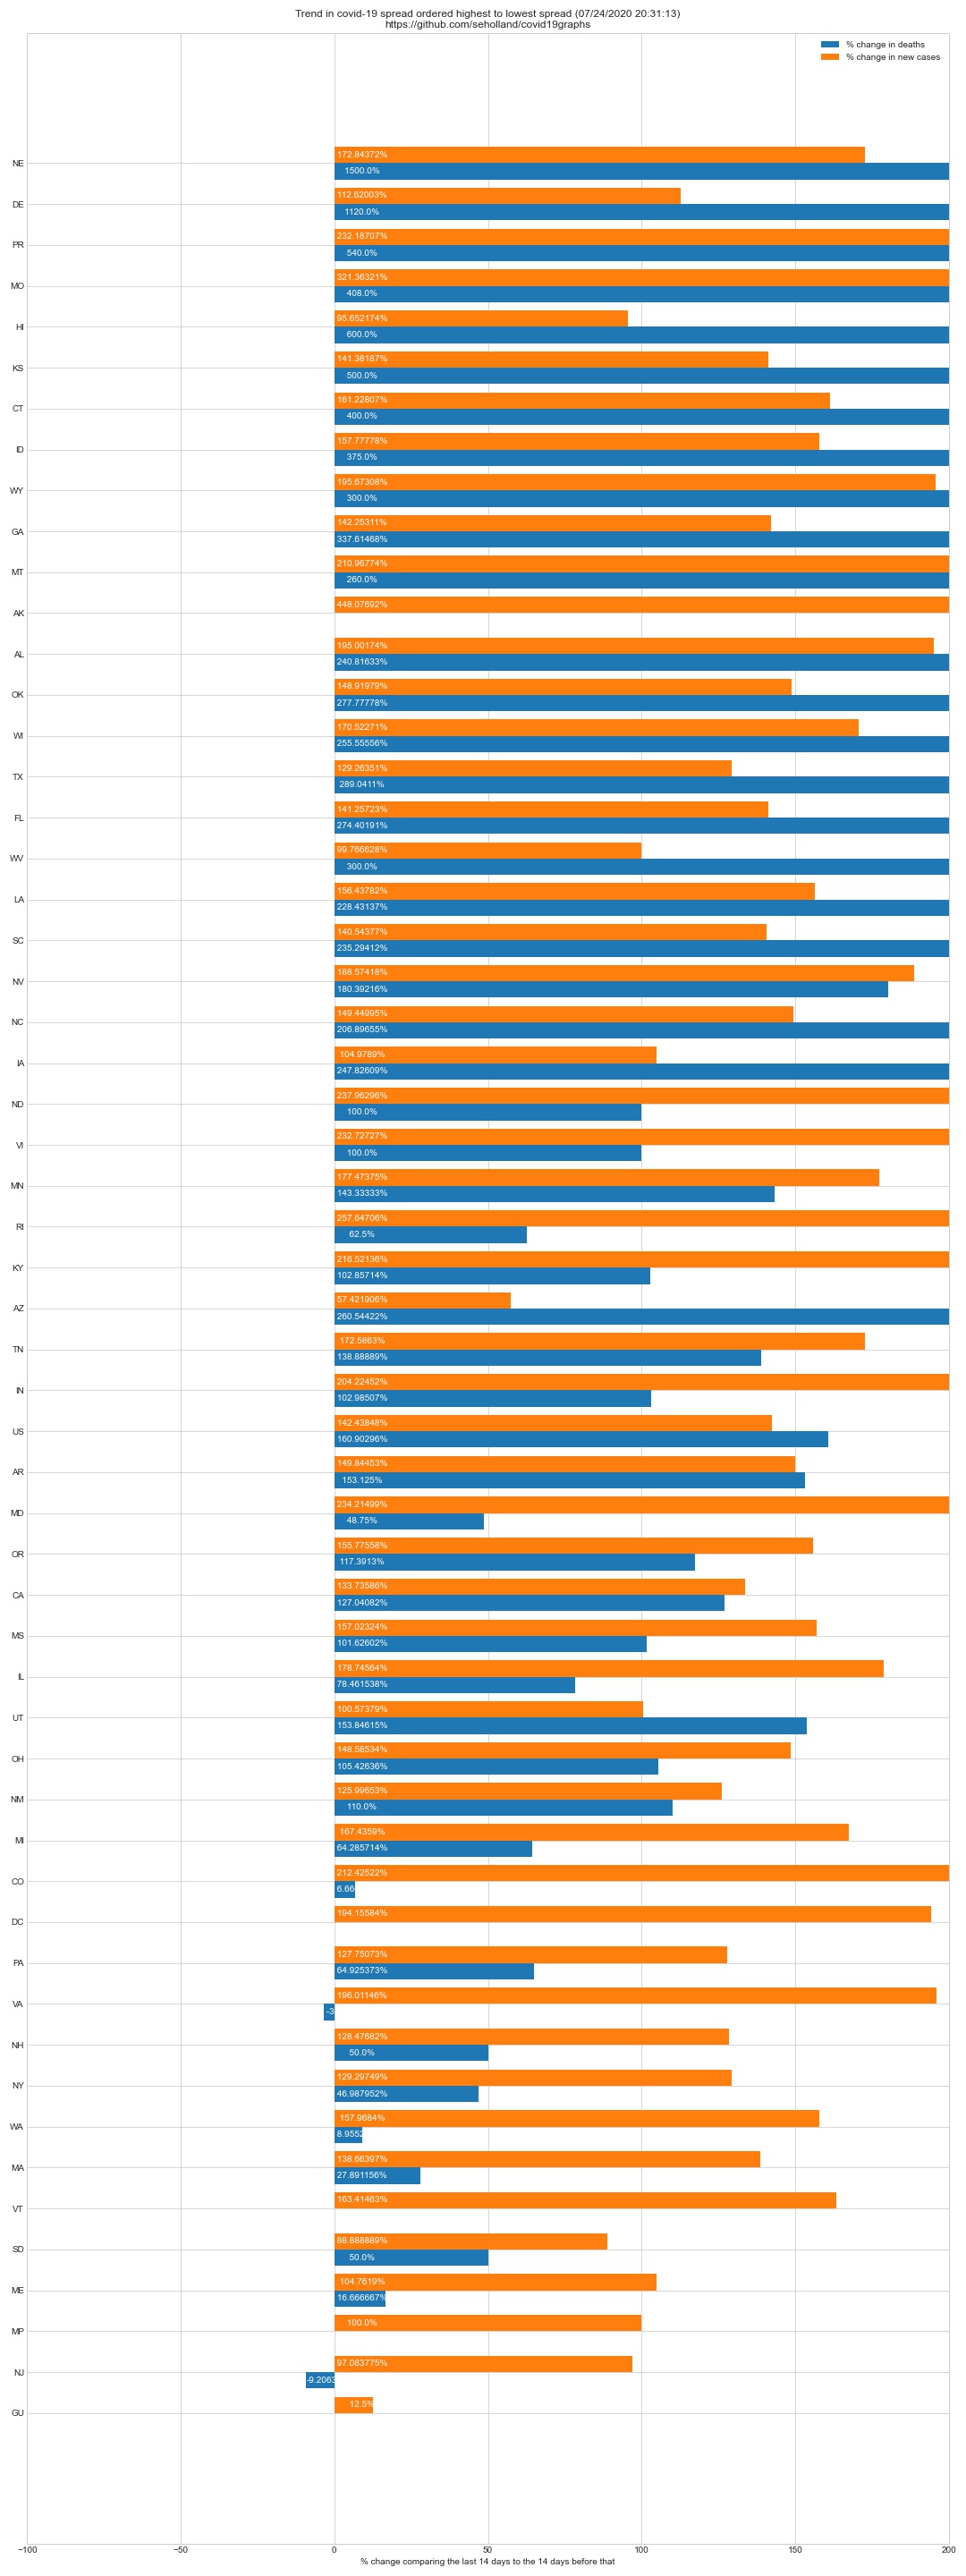 Trend in covid-19 spread ordered highest to lowest spread (07/24/2020 20:31:13)
https://github.com/seholland/covid19graphs
% change in deaths
% change in new cases
172.84372%
NE
1500.0%
112.62003%
DE
1120.0%
232.18707%
PR
540.0%
321.36321%
MO
408.0%
95.652174%
HI
600.0%
141.38187%
KS
500.0%
161.22807%
CT
400.0%
157.77778%
ID
375.0%
195.67308%
WY
300.0%
142.25311%
GA
337.61468%
210.96774%
MT
260.0%
448.07692%
AK
195.00174%
AL
240.81633%
148.91979%
OK
277.77778%
170.52271%
WI
255.55556%
129.26351%
TX
289.0411%
141.25723%
FL
274.40191%
99.766628%
WV
300.0%
156.43782%
LA
228.43137%
140.54377%
SC
235.29412%
188.57418%
NV
180.39216%
149.44995%
NC
206.89655%
104.9789%
IA
247.82609%
237.96296%
ND
100.0%
232.72727%
VI
100.0%
177.47375%
MN
143.33333%
257.64706%
RI
62.5%
216.52136%
KY
102.85714%
57.421906%
AZ
260.54422%
172.5863%
TN
138.88889%
204.22452%
IN
102.98507%
142.43848%
US
160.90296%
149.84453%
AR
153.125%
234.21499%
MD
48.75%
155.77558%
OR
117.3913%
133.73586%
CA
127.04082%
157.02324%
MS
101.62602%
178.74564%
IL
78.461538%
100.57379%
UT
153.84615%
148.58534%
OH
105.42636%
125.99653%
NM
110.0%
167.4359%
MI
64.285714%
212.42522%
CO
6.66
194.15584%
DC
127.75073%
PA
64.925373%
196.01146%
VA
-3
128.47682%
NH
50.0%
129.29749%
NY
46.987952%
157.9684%
WA
8.9552
138.66397%
MA
27.891156%
163.41463%
VT
88.888889%
SD
50.0%
104.7619%
ME
16.666667%
100.0%
MP
97.083775%
NJ
-9.2063
12.5%
GU
−100 −50 0 50 100 150 200
% change comparing the last 14 days to the 14 days before that